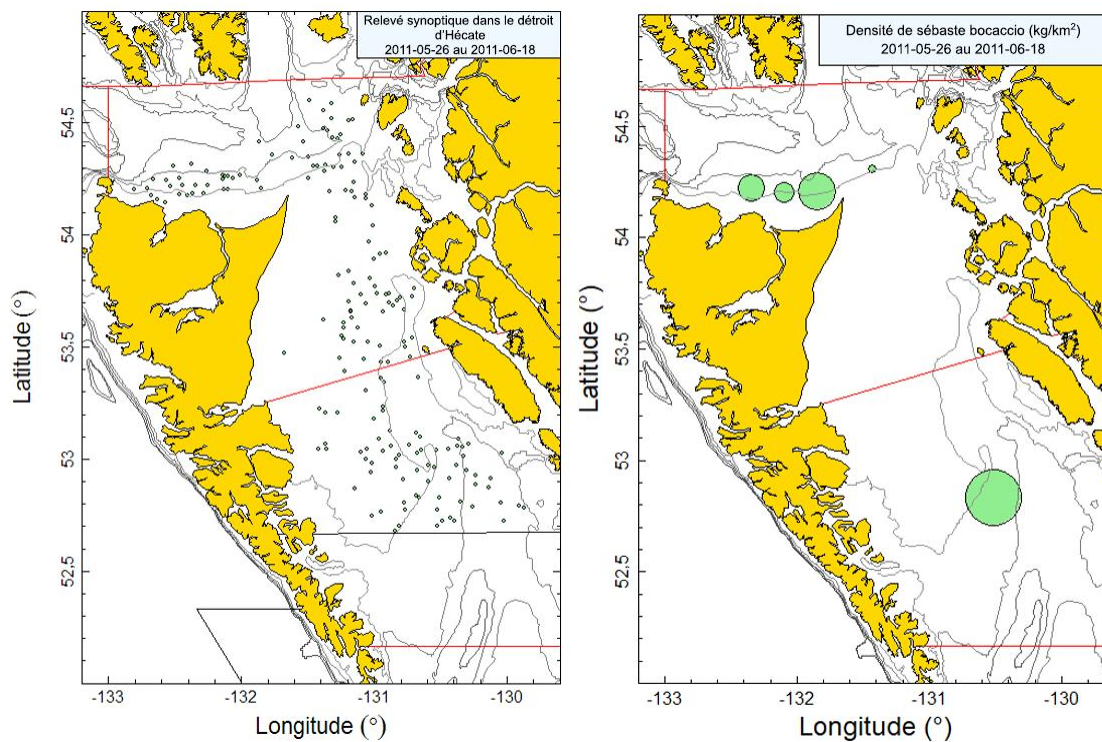 Relevé synoptique dans le détroit
d'Hécate
2011-05-26 au 2011-06-18
Latitude (°)
54,5
54
53,5
53
52,5
-133
-132
-131
-130
Longitude (°)
Densité de sébaste bocaccio (kg/km²)
2011-05-26 au 2011-06-18
Latitude (°)
54,5
54
53,5
53
52,5
-133
-132
-131
-130
Longitude (°)